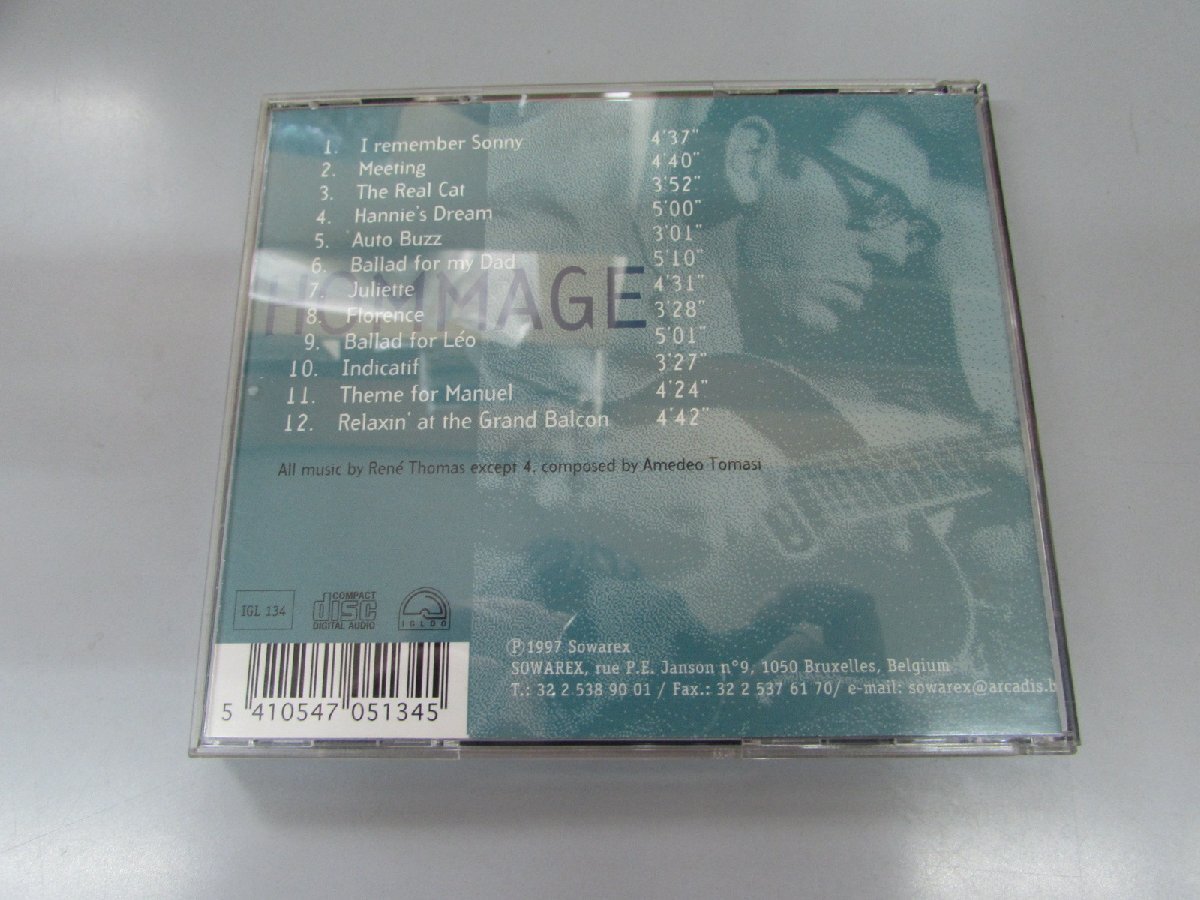 1. I remember Sonny 4'37"
2. Meeting 4'40"
3. The Real Cat 3'52"
4. Hannie's Dream 5'00"
5. Auto Buzz 3'01"
6. Ballad for my Dad 5'10"
HOMMAGE
7. Juliette 4'31"
8. Florence 3'28"
9. Ballad for Léo 5'01"
10. Indicatif 3'27"
11. Theme for Manuel 4'24"
12. Relaxin' at the Grand Balcon 4'42"
All music by René Thomas except 4, composed by Amedeo Tomasi
IGL 134
COMPACT
disc
DIGITAL AUDIO
IGLOO
℗ 1997 Sowarex
SOWAREX, rue P.E. Janson n°9, 1050 Bruxelles, Belgium
T.: 32 2 538 90 01 / Fax.: 32 2 537 61 70/ e-mail: sowarex@arcadis.b
5 410547 051345